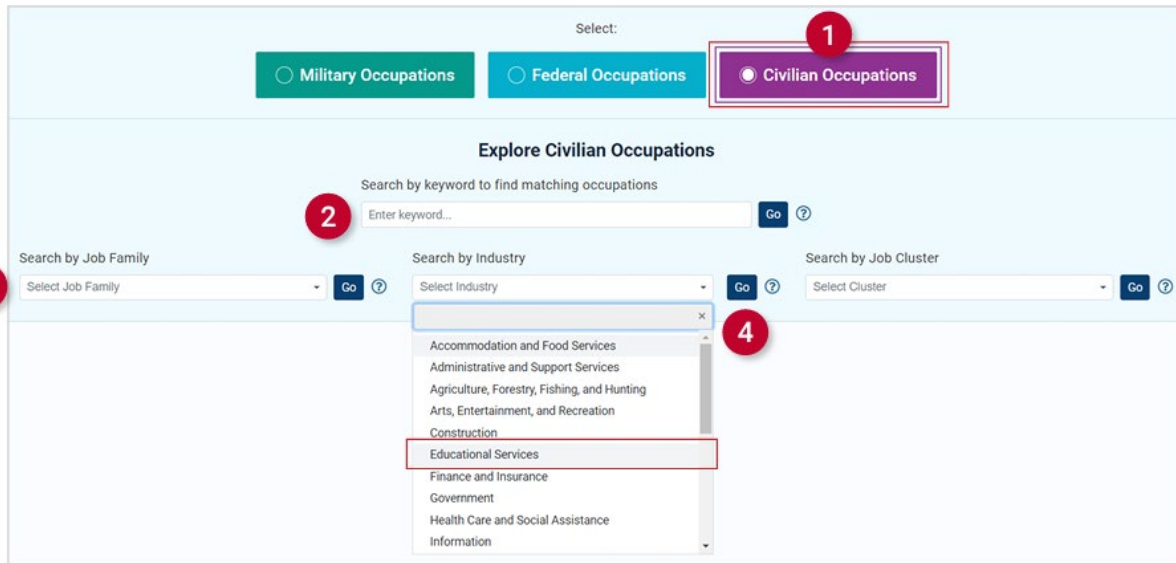 Select:
1
Military Occupations
Federal Occupations
Civilian Occupations
Explore Civilian Occupations
Search by keyword to find matching occupations
2
Enter keyword...
Go
?
Search by Job Family
Search by Industry
Search by Job Cluster
Select Job Family
Go
?
Select Industry
Go
?
Select Cluster
Go
?
×
4
Accommodation and Food Services
Administrative and Support Services
Agriculture, Forestry, Fishing, and Hunting
Arts, Entertainment, and Recreation
Construction
Educational Services
Finance and Insurance
Government
Health Care and Social Assistance
Information